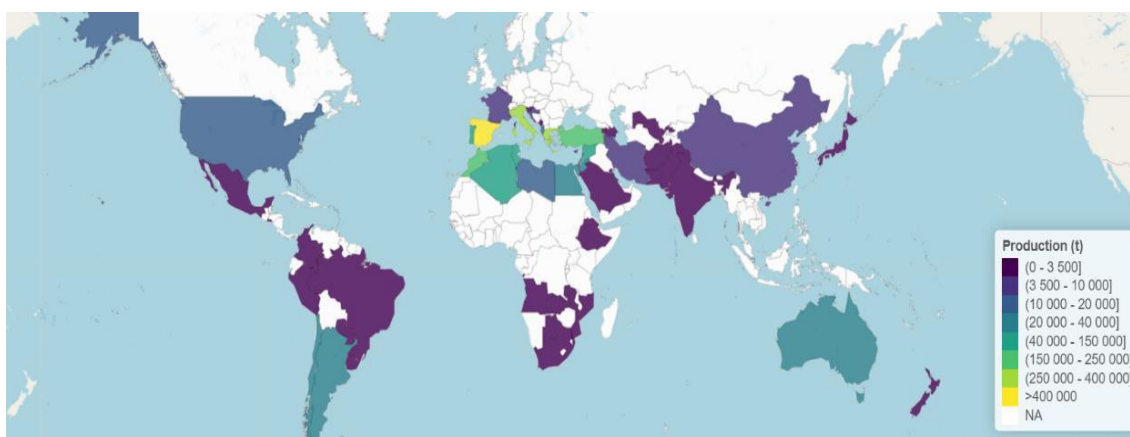 Production (t)
(0 - 3 500]
(3 500 - 10 000]
(10 000 - 20 000]
(20 000 - 40 000]
(40 000 - 150 000]
(150 000 - 250 000]
(250 000 - 400 000]
>400 000
NA